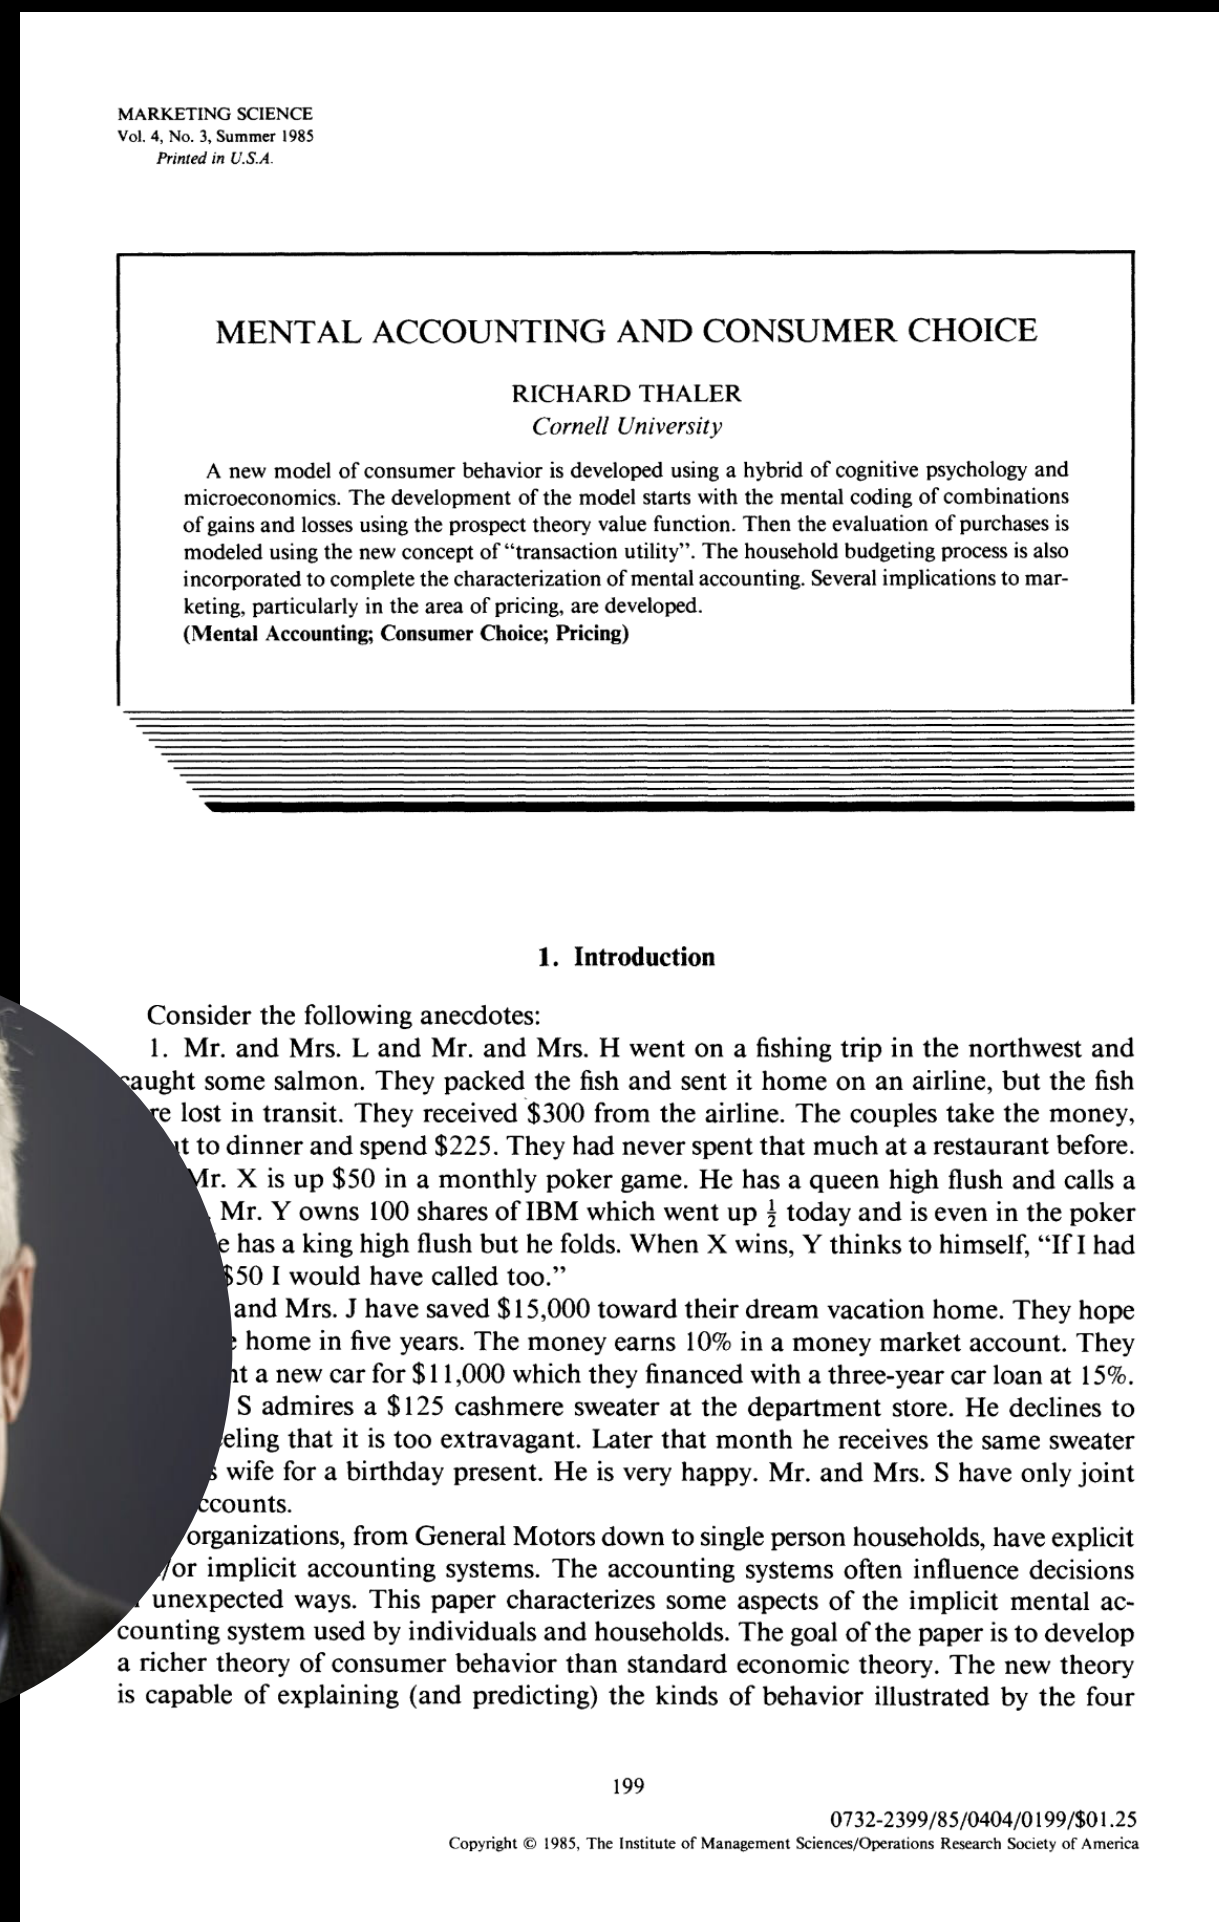 MARKETING SCIENCE
Vol. 4, No. 3, Summer 1985
Printed in U.S.A.
MENTAL ACCOUNTING AND CONSUMER CHOICE
RICHARD THALER
Cornell University
A new model of consumer behavior is developed using a hybrid of cognitive psychology and
microeconomics. The development of the model starts with the mental coding of combinations
of gains and losses using the prospect theory value function. Then the evaluation of purchases is
modeled using the new concept of “transaction utility”. The household budgeting process is also
incorporated to complete the characterization of mental accounting. Several implications to mar-
keting, particularly in the area of pricing, are developed.
(Mental Accounting; Consumer Choice; Pricing)
1. Introduction
Consider the following anecdotes:
1. Mr. and Mrs. L and Mr. and Mrs. H went on a fishing trip in the northwest and
caught some salmon. They packed the fish and sent it home on an airline, but the fish
lost in transit. They received $300 from the airline. The couples take the money,
to dinner and spend $225. They had never spent that much at a restaurant before.
Mr. X is up $50 in a monthly poker game. He has a queen high flush and calls a
Mr. Y owns 100 shares of IBM which went up ½ today and is even in the poker
has a king high flush but he folds. When X wins, Y thinks to himself, “If I had
$50 I would have called too.”
and Mrs. J have saved $15,000 toward their dream vacation home. They hope
home in five years. The money earns 10% in a money market account. They
a new car for $11,000 which they financed with a three-year car loan at 15%.
S admires a $125 cashmere sweater at the department store. He declines to
that it is too extravagant. Later that month he receives the same sweater
wife for a birthday present. He is very happy. Mr. and Mrs. S have only joint
accounts.
organizations, from General Motors down to single person households, have explicit
/or implicit accounting systems. The accounting systems often influence decisions
unexpected ways. This paper characterizes some aspects of the implicit mental ac-
counting system used by individuals and households. The goal of the paper is to develop
a richer theory of consumer behavior than standard economic theory. The new theory
is capable of explaining (and predicting) the kinds of behavior illustrated by the four
199
0732-2399/85/0404/0199/$01.25
Copyright © 1985, The Institute of Management Sciences/Operations Research Society of America